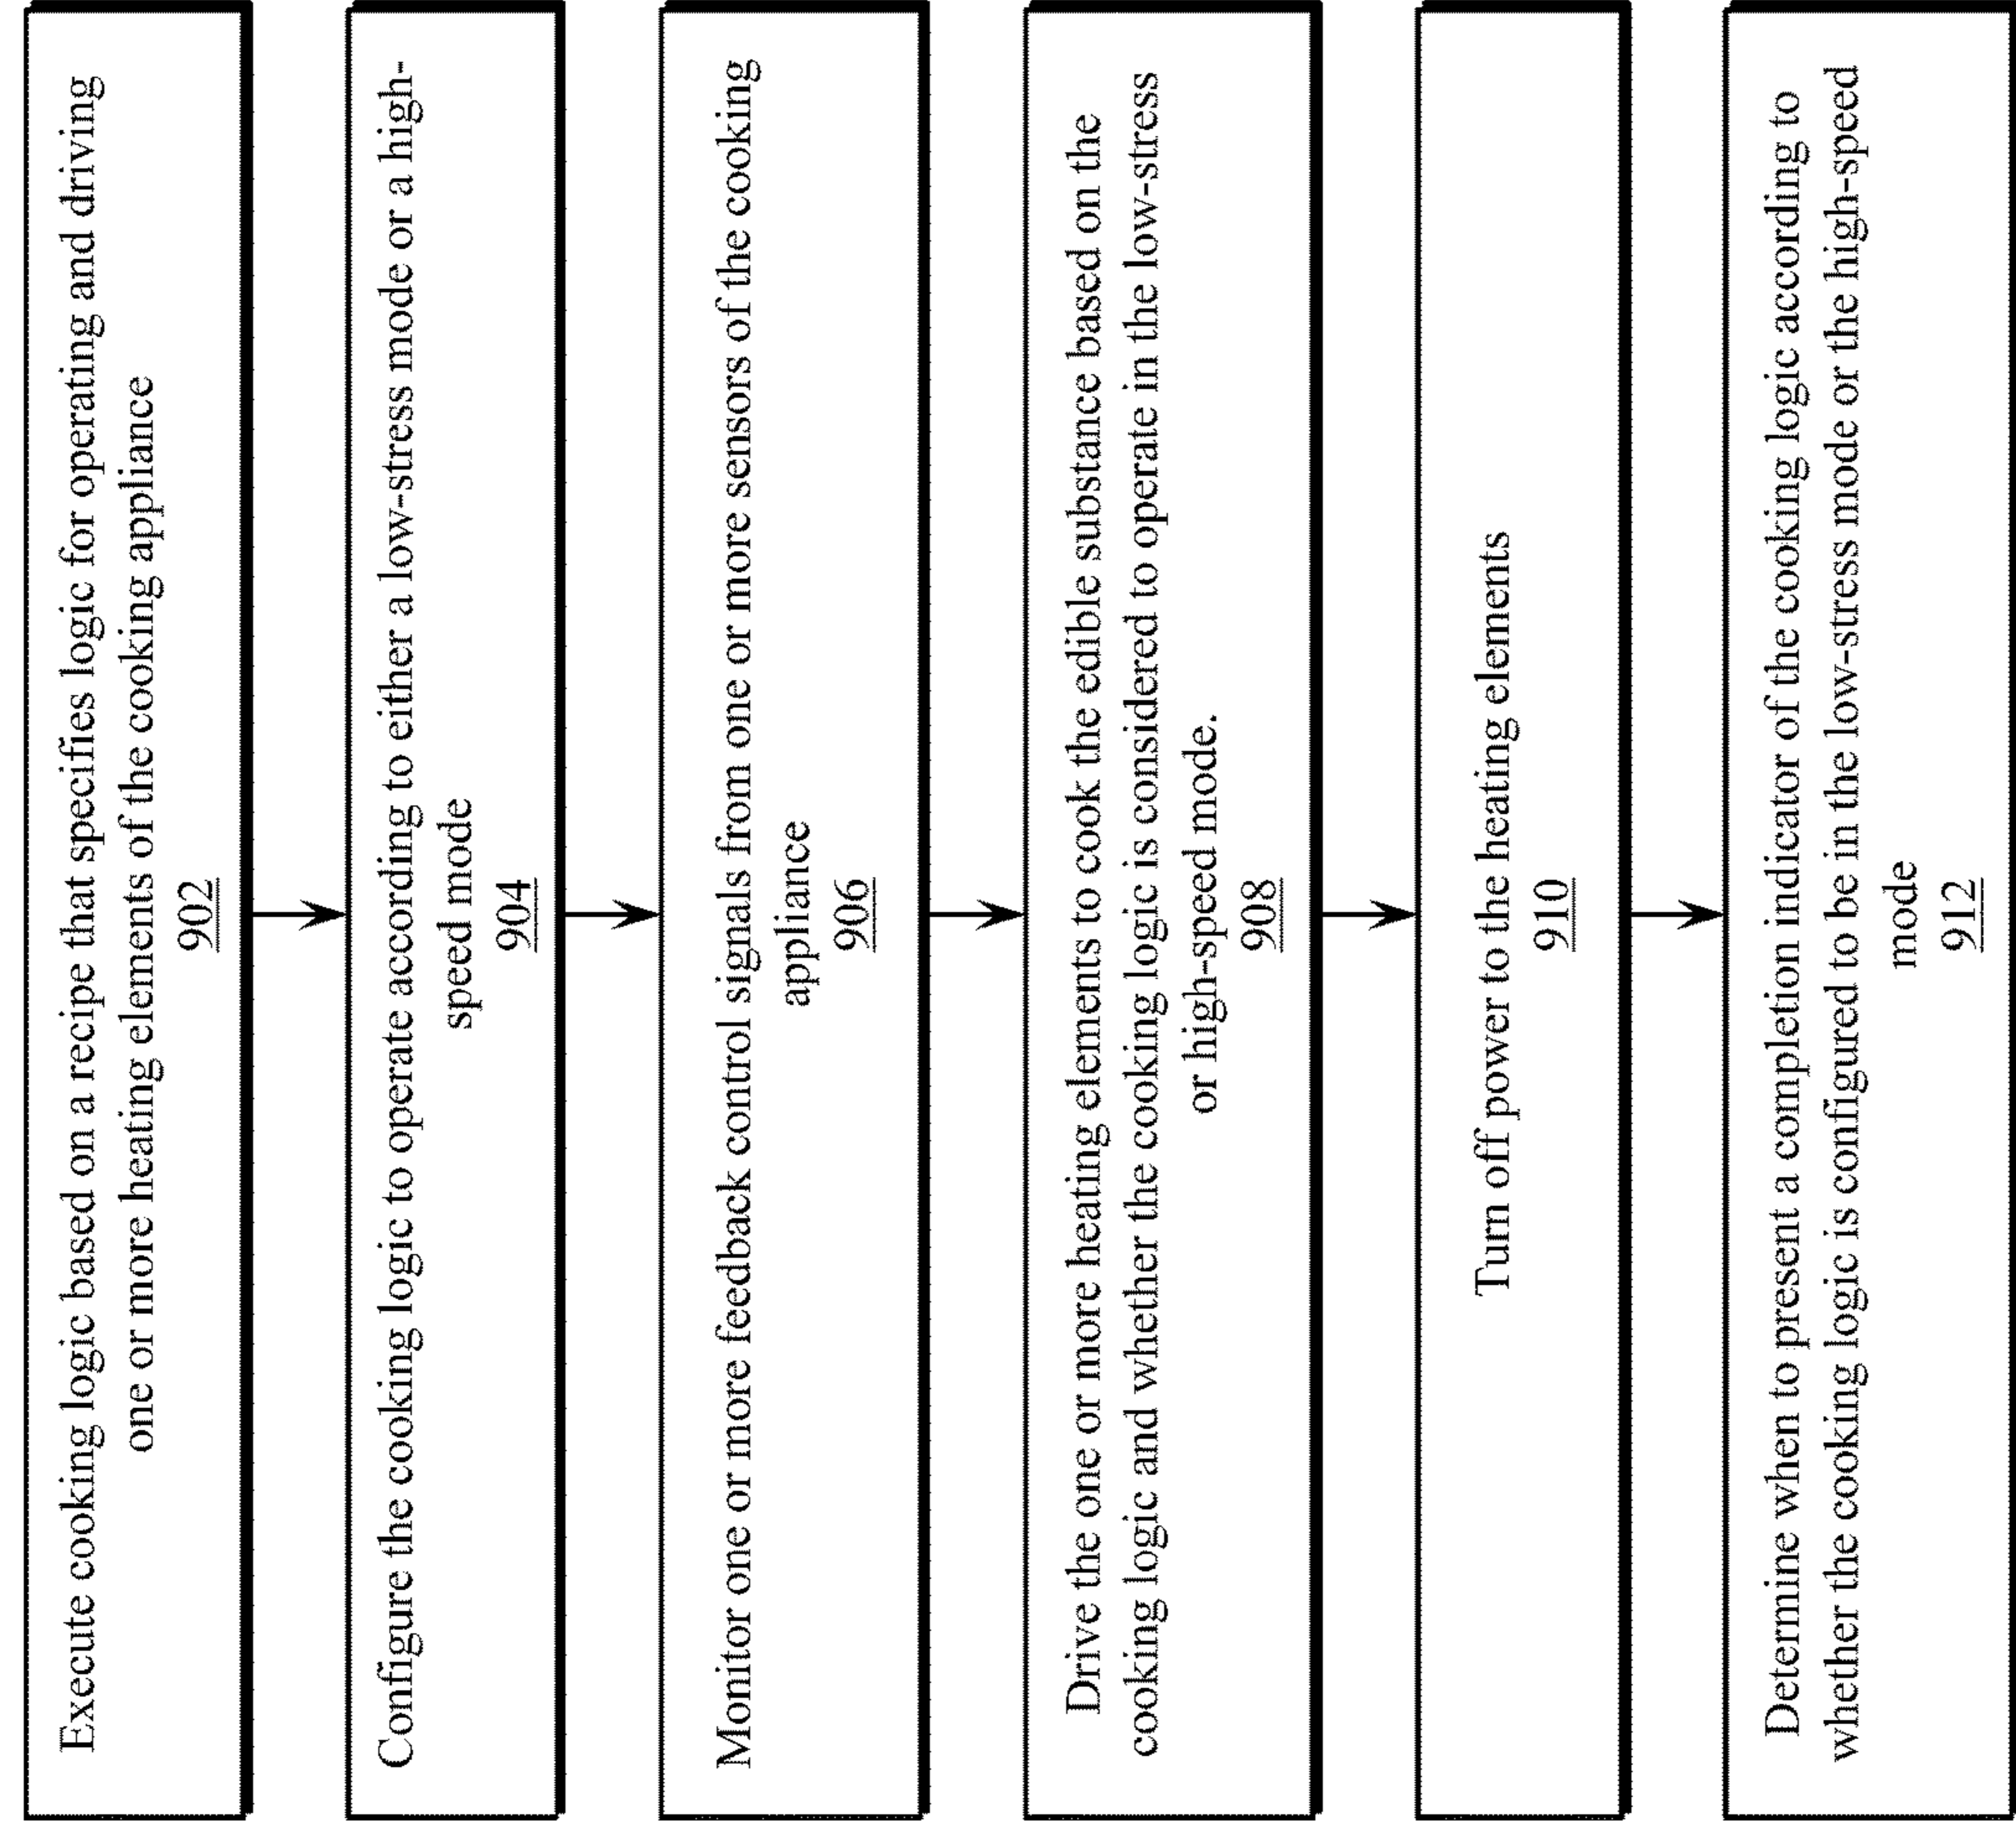 Execute cooking logic based on a recipe that specifies logic for operating and driving
one or more heating elements of the cooking appliance
902
Configure the cooking logic to operate according to either a low-stress mode or a high-
speed mode
904
Monitor one or more feedback control signals from one or more sensors of the cooking
appliance
906
Drive the one or more heating elements to cook the edible substance based on the
cooking logic and whether the cooking logic is considered to operate in the low-stress
or high-speed mode.
908
Turn off power to the heating elements
910
Determine when to present a completion indicator of the cooking logic according to
whether the cooking logic is configured to be in the low-stress mode or the high-speed
mode
912